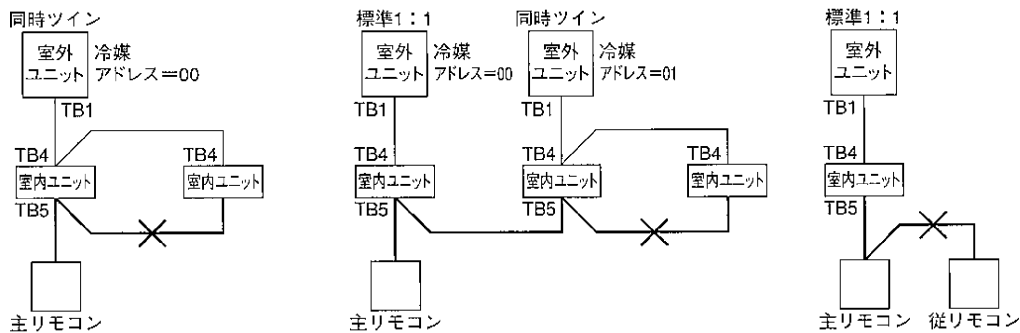 同時ツイン
室外
ユニット
冷媒
アドレス=00
TB1
TB4
TB4
室内ユニット
室内ユニット
TB5
主リモコン
標準1:1
室外
ユニット
冷媒
アドレス=00
TB1
TB4
室内ユニット
TB5
主リモコン
同時ツイン
室外
ユニット
冷媒
アドレス=01
TB1
TB4
TB4
室内ユニット
室内ユニット
TB5
標準1:1
室外
ユニット
TB1
TB4
室内ユニット
TB5
主リモコン
従リモコン